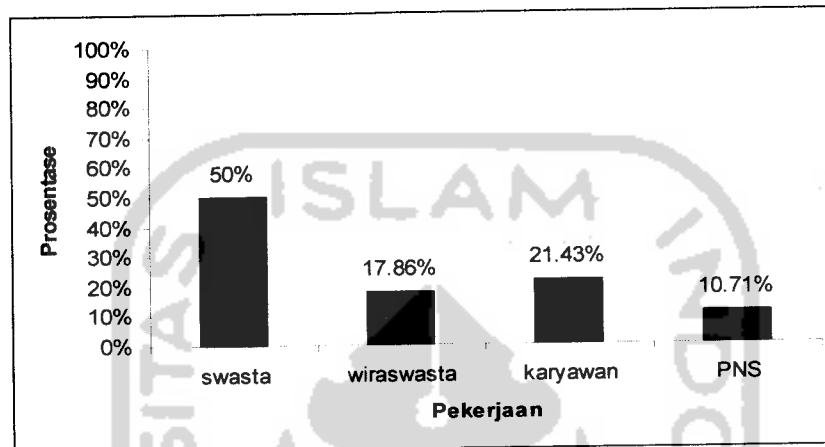 100%
90%
80%
70%
60%
50%
40%
30%
20%
10%
0%
Prosentase
50%
17.86%
21.43%
10.71%
swasta
wiraswasta
karyawan
PNS
Pekerjaan
ISLAM